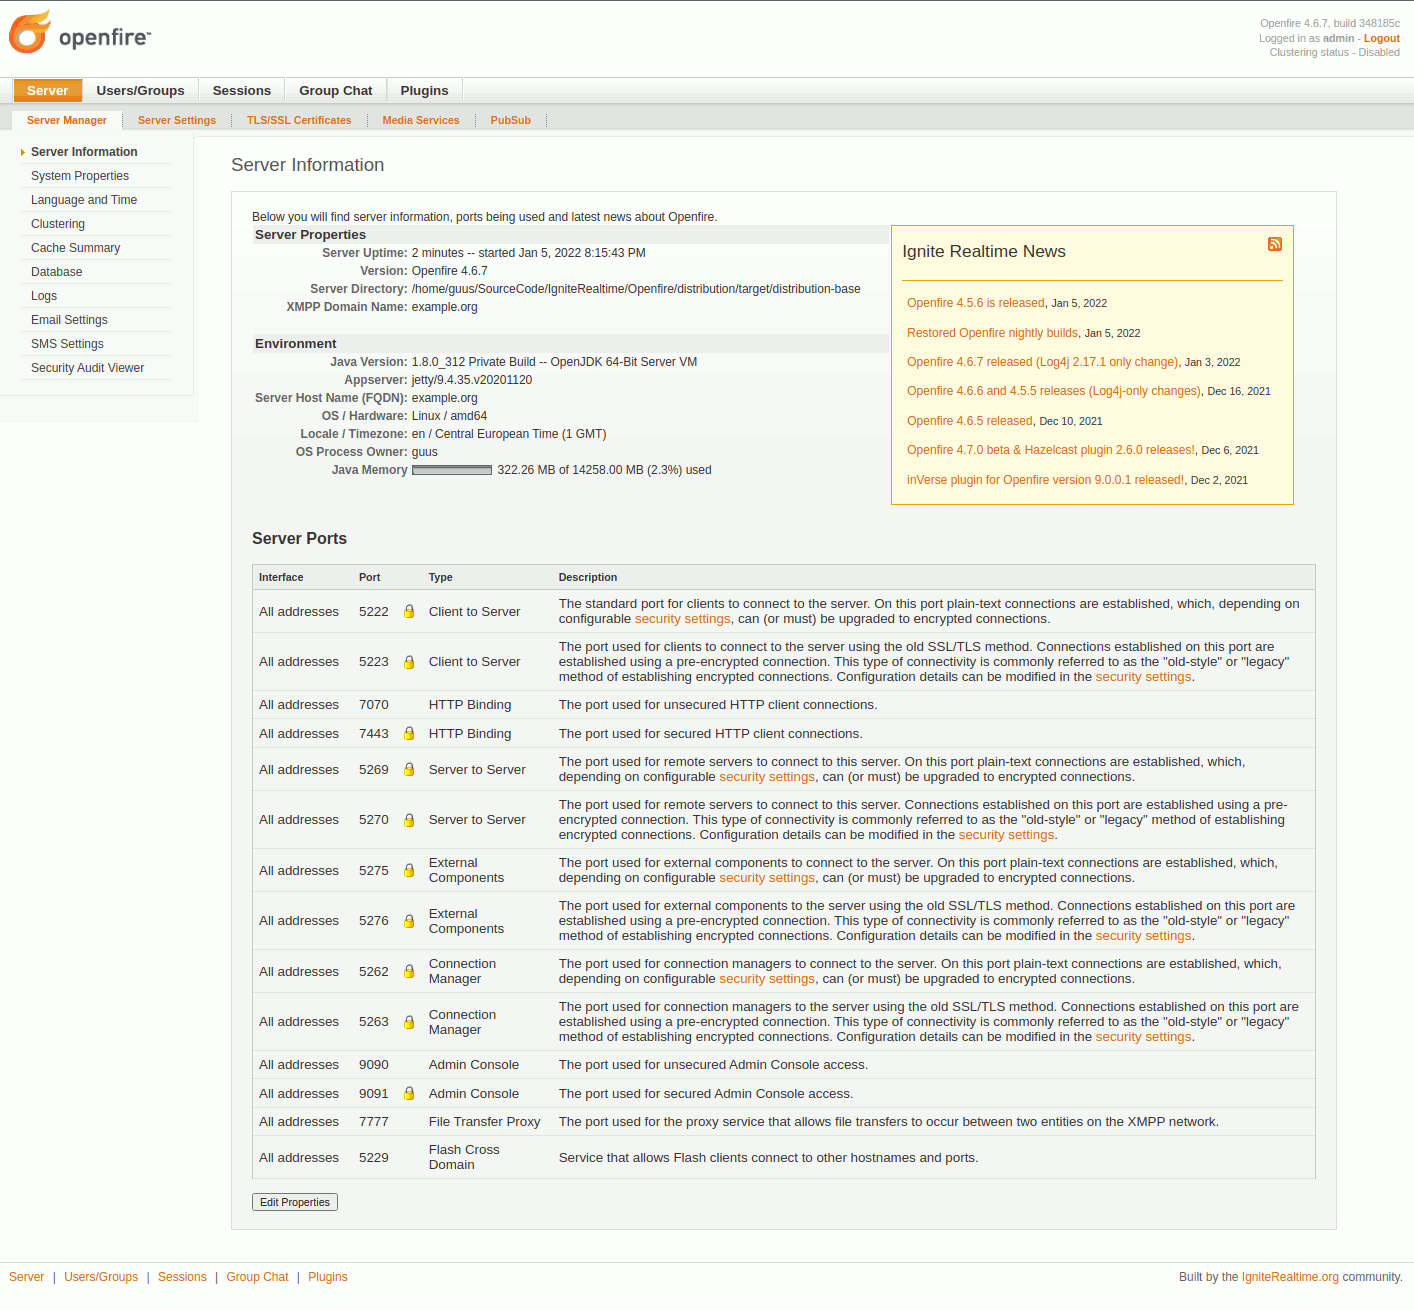 openfire™
Openfire 4.6.7, build 348185c
Logged in as admin - Logout
Clustering status - Disabled
Server
Users/Groups
Sessions
Group Chat
Plugins
Server Manager
Server Settings
TLS/SSL Certificates
Media Services
PubSub
Server Information
System Properties
Language and Time
Clustering
Cache Summary
Database
Logs
Email Settings
SMS Settings
Security Audit Viewer
Server Information
Below you will find server information, ports being used and latest news about Openfire.
Server Properties
Server Uptime: 2 minutes -- started Jan 5, 2022 8:15:43 PM
Version: Openfire 4.6.7
Server Directory: /home/guus/SourceCode/IgniteRealtime/Openfire/distribution/target/distribution-base
XMPP Domain Name: example.org
Environment
Java Version: 1.8.0_312 Private Build -- OpenJDK 64-Bit Server VM
Appserver: jetty/9.4.35.v20201120
Server Host Name (FQDN): example.org
OS / Hardware: Linux / amd64
Locale / Timezone: en / Central European Time (1 GMT)
OS Process Owner: guus
Java Memory 322.26 MB of 14258.00 MB (2.3%) used
Ignite Realtime News
Openfire 4.5.6 is released, Jan 5, 2022
Restored Openfire nightly builds, Jan 5, 2022
Openfire 4.6.7 released (Log4j 2.17.1 only change), Jan 3, 2022
Openfire 4.6.6 and 4.5.5 releases (Log4j-only changes), Dec 16, 2021
Openfire 4.6.5 released, Dec 10, 2021
Openfire 4.7.0 beta & Hazelcast plugin 2.6.0 releases!, Dec 6, 2021
inVerse plugin for Openfire version 9.0.0.1 released!, Dec 2, 2021
Server Ports
Interface Port Type Description
All addresses 5222 Client to Server The standard port for clients to connect to the server. On this port plain-text connections are established, which, depending on
configurable security settings, can (or must) be upgraded to encrypted connections.
All addresses 5223 Client to Server The port used for clients to connect to the server using the old SSL/TLS method. Connections established on this port are
established using a pre-encrypted connection. This type of connectivity is commonly referred to as the "old-style" or "legacy"
method of establishing encrypted connections. Configuration details can be modified in the security settings.
All addresses 7070 HTTP Binding The port used for unsecured HTTP client connections.
All addresses 7443 HTTP Binding The port used for secured HTTP client connections.
All addresses 5269 Server to Server The port used for remote servers to connect to this server. On this port plain-text connections are established, which,
depending on configurable security settings, can (or must) be upgraded to encrypted connections.
All addresses 5270 Server to Server The port used for remote servers to connect to this server. Connections established on this port are established using a pre-
encrypted connection. This type of connectivity is commonly referred to as the "old-style" or "legacy" method of establishing
encrypted connections. Configuration details can be modified in the security settings.
All addresses 5275 External Components The port used for external components to connect to the server. On this port plain-text connections are established, which,
depending on configurable security settings, can (or must) be upgraded to encrypted connections.
All addresses 5276 External Components The port used for external components to the server using the old SSL/TLS method. Connections established on this port are
established using a pre-encrypted connection. This type of connectivity is commonly referred to as the "old-style" or "legacy"
method of establishing encrypted connections. Configuration details can be modified in the security settings.
All addresses 5262 Connection Manager The port used for connection managers to connect to the server. On this port plain-text connections are established, which,
depending on configurable security settings, can (or must) be upgraded to encrypted connections.
All addresses 5263 Connection Manager The port used for connection managers to the server using the old SSL/TLS method. Connections established on this port are
established using a pre-encrypted connection. This type of connectivity is commonly referred to as the "old-style" or "legacy"
method of establishing encrypted connections. Configuration details can be modified in the security settings.
All addresses 9090 Admin Console The port used for unsecured Admin Console access.
All addresses 9091 Admin Console The port used for secured Admin Console access.
All addresses 7777 File Transfer Proxy The port used for the proxy service that allows file transfers to occur between two entities on the XMPP network.
All addresses 5229 Flash Cross Domain Service that allows Flash clients connect to other hostnames and ports.
Edit Properties
Server | Users/Groups | Sessions | Group Chat | Plugins
Built by the IgniteRealtime.org community.